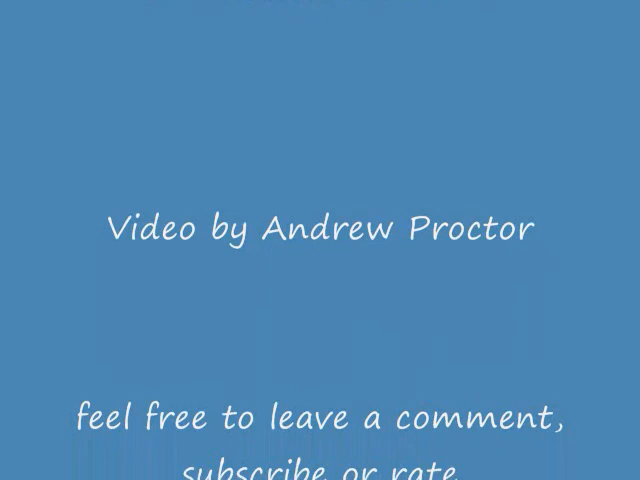 Video by Andrew Proctor
feel free to leave a comment,
subscribe or rate